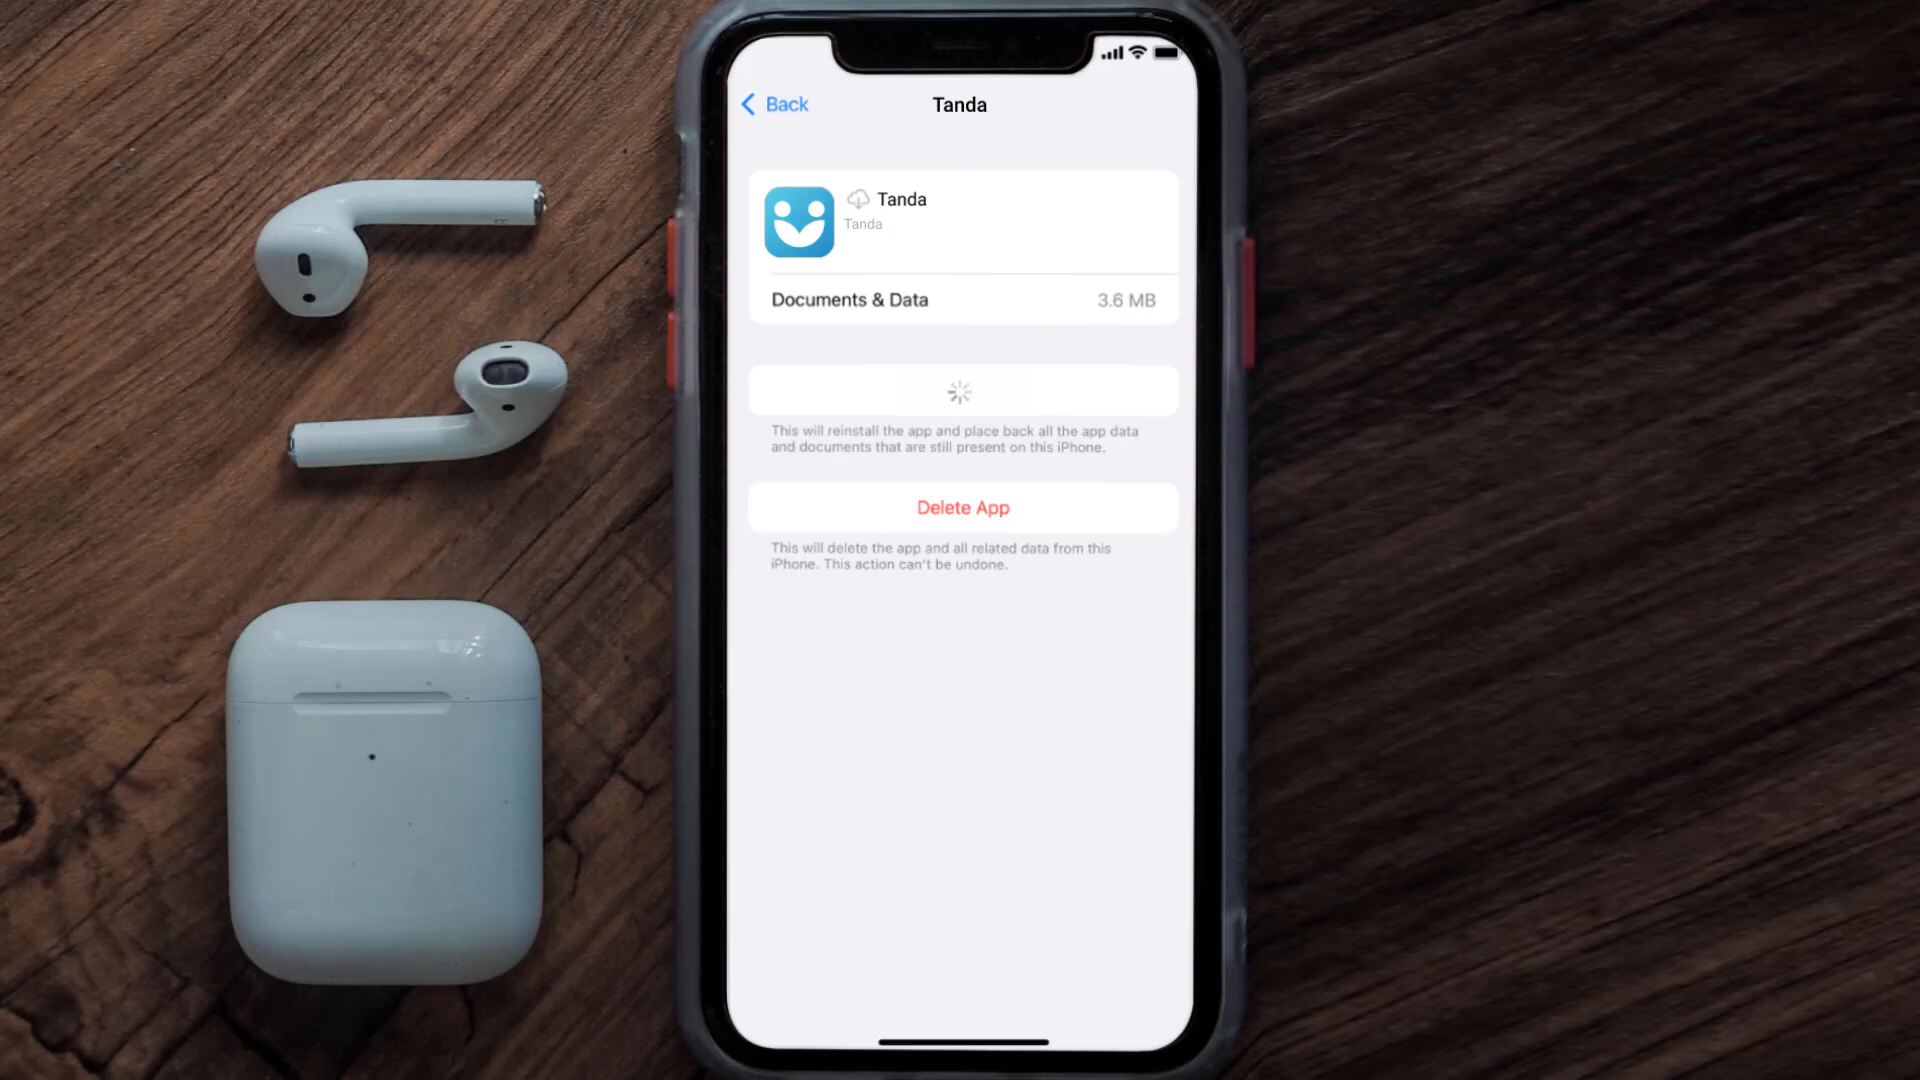 Back
Tanda
Tanda
Tanda
Documents & Data
3.6 MB
This will reinstall the app and place back all the app data
and documents that are still present on this iPhone.
Delete App
This will delete the app and all related data from this
iPhone. This action can't be undone.